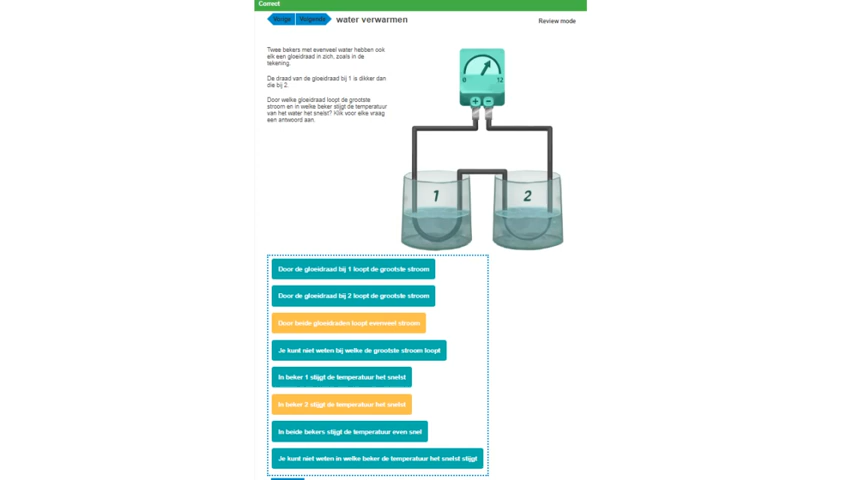 Correct
Vorige
Volgende
water verwarmen
Review mode
Twee bekers met evenveel water hebben ook
elk een gloeidraad in zich, zoals in de
tekening.
De draad van de gloeidraad bij 1 is dikker dan
die bij 2.
Door welke gloeidraad loopt de grootste
stroom en in welke beker stijgt de temperatuur
van het water het snelst? Klik voor elke vraag
een antwoord aan.
0 12
+ −
1 2
Door de gloeidraad bij 1 loopt de grootste stroom
Door de gloeidraad bij 2 loopt de grootste stroom
Door beide gloeidraden loopt evenveel stroom
Je kunt niet weten bij welke de grootste stroom loopt
In beker 1 stijgt de temperatuur het snelst
In beker 2 stijgt de temperatuur het snelst
In beide bekers stijgt de temperatuur even snel
Je kunt niet weten in welke beker de temperatuur het snelst stijgt